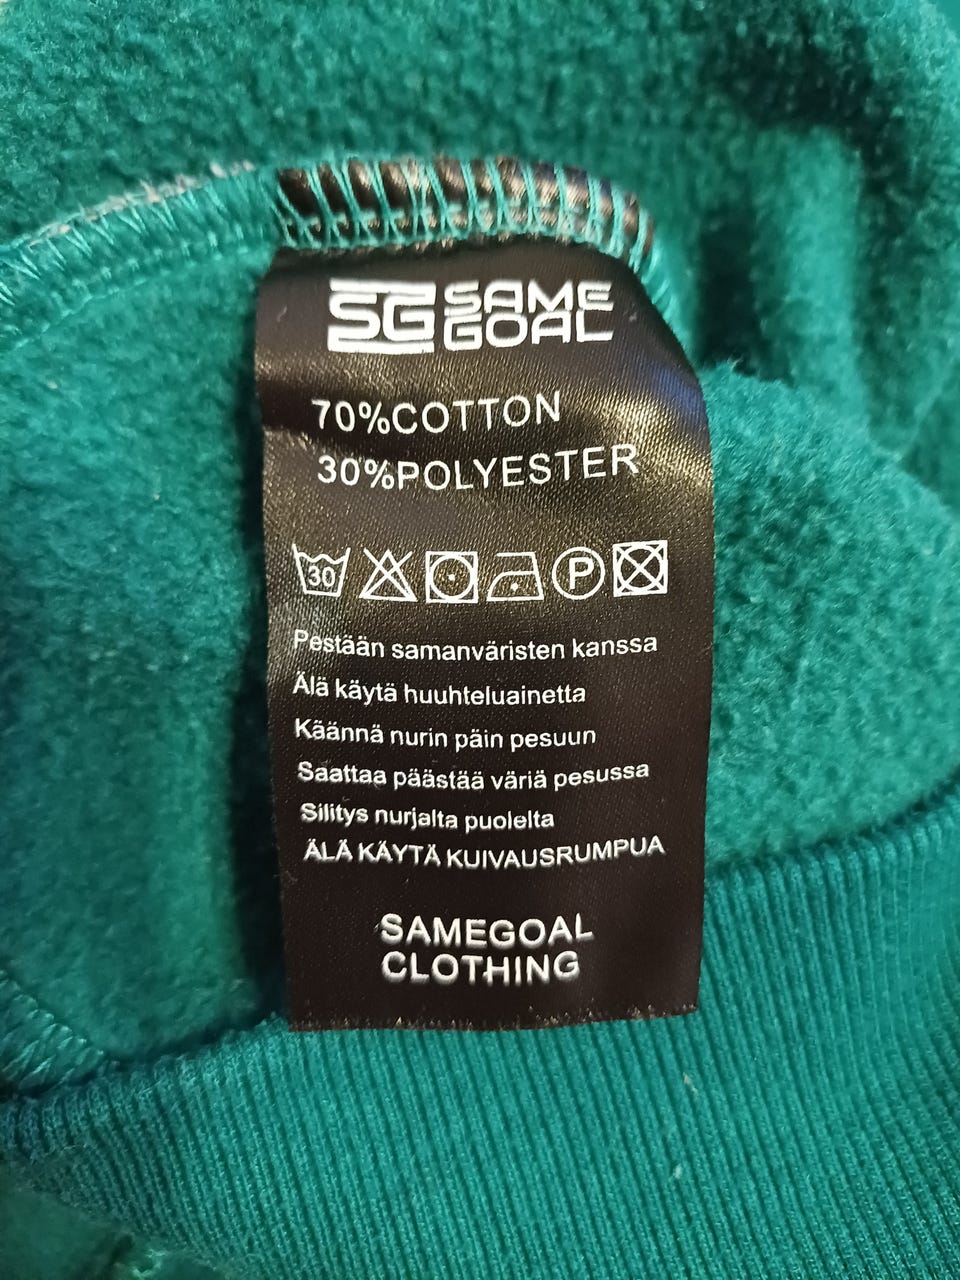 SG SAME
GOAL
70%COTTON
30%POLYESTER
30 P
Pestään samanväristen kanssa
Älä käytä huuhteluainetta
Käännä nurin päin pesuun
Saattaa päästää väriä pesussa
Silitys nurjalta puolelta
ÄLÄ KÄYTÄ KUIVAUSRUMPUA
SAMEGOAL
CLOTHING